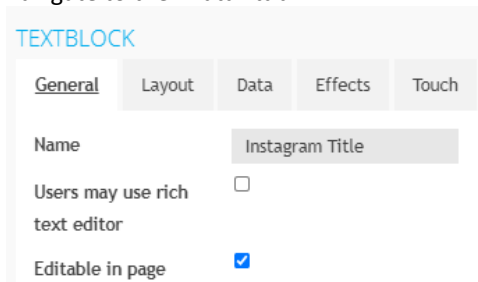 TEXTBLOCK
General Layout Data Effects Touch
Name Instagram Title
Users may use rich
text editor
Editable in page